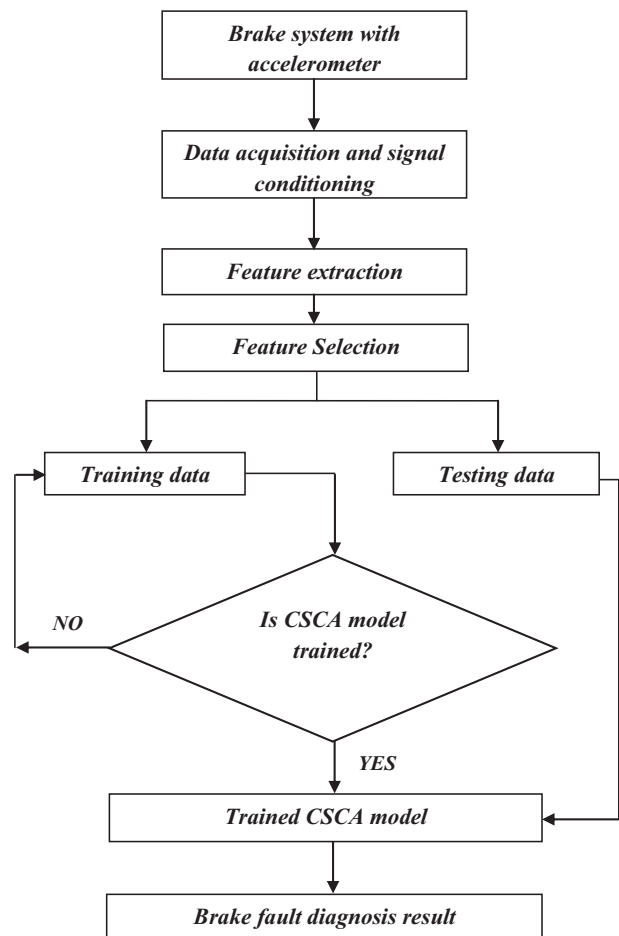 Brake system with
accelerometer
Data acquisition and signal
conditioning
Feature extraction
Feature Selection
Training data
Testing data
Is CSCA model
trained?
NO
YES
Trained CSCA model
Brake fault diagnosis result